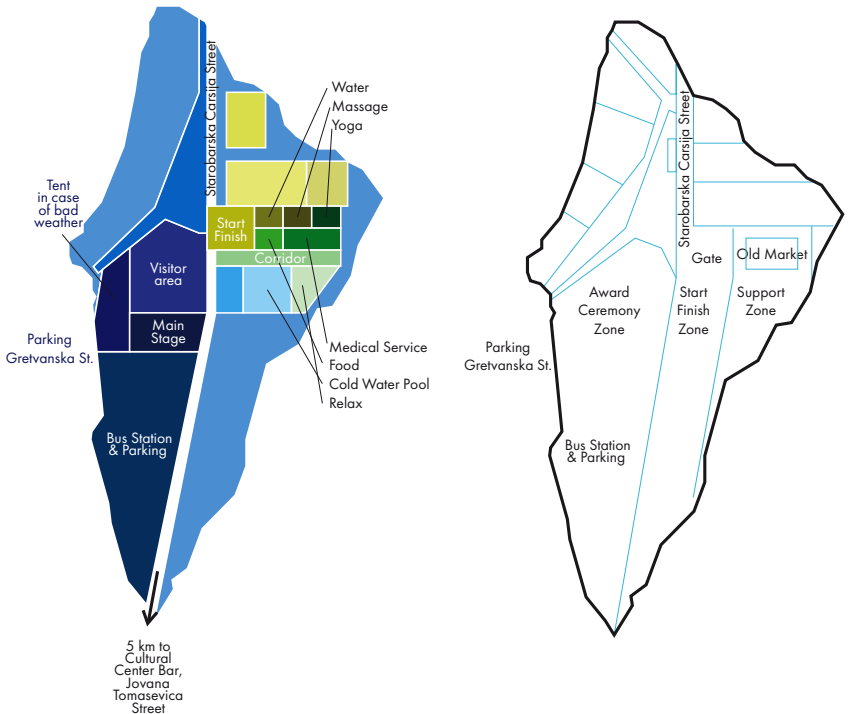 Starobarska Carsija Street
Water
Massage
Yoga
Tent
in case
of bad
weather
Start
Finish
Corridor
Visitor
area
Main
Stage
Parking
Gretvanska St.
Medical Service
Food
Cold Water Pool
Relax
Bus Station
& Parking
5 km to
Cultural
Center Bar,
Jovana
Tomasevica
Street
Starobarska Carsija Street
Gate
Old Market
Award
Ceremony
Zone
Start
Finish
Zone
Support
Zone
Parking
Gretvanska St.
Bus Station
& Parking